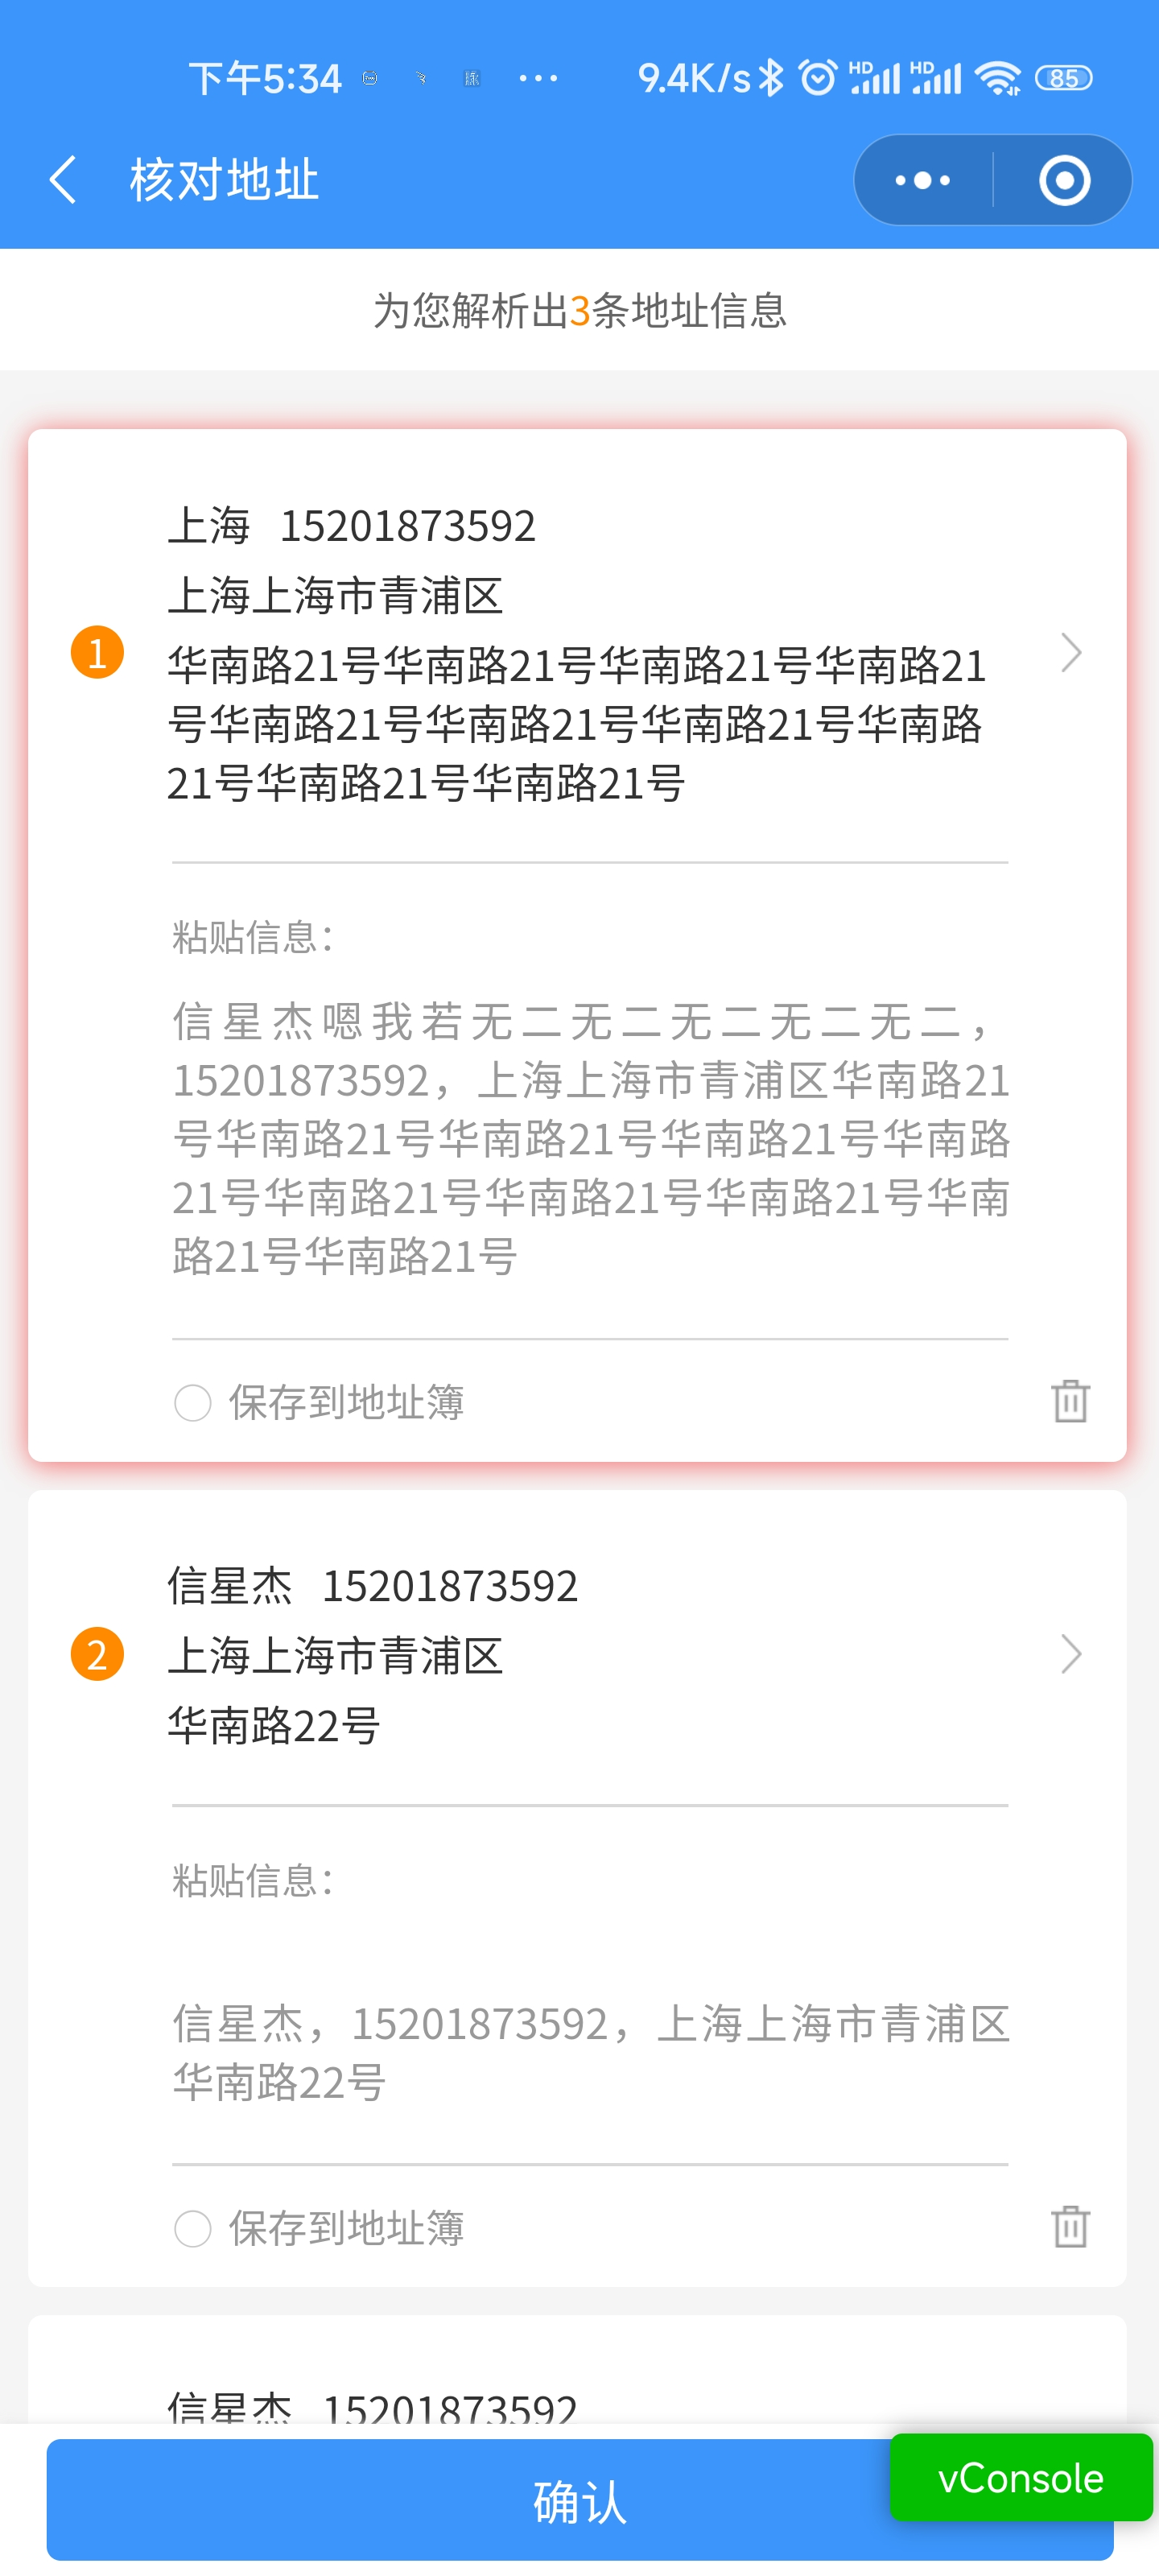 下午5:34 ... 9.4K/s HD HD 85
核对地址
为您解析出3条地址信息
上海 15201873592
上海上海市青浦区
1
华南路21号华南路21号华南路21号华南路21
号华南路21号华南路21号华南路21号华南路
21号华南路21号华南路21号
粘贴信息:
信星杰嗯我若无二无二无二无二无二，
15201873592，上海上海市青浦区华南路21
号华南路21号华南路21号华南路21号华南路
21号华南路21号华南路21号华南路21号华南
路21号华南路21号
保存到地址簿
信星杰 15201873592
2
上海上海市青浦区
华南路22号
粘贴信息:
信星杰，15201873592，上海上海市青浦区
华南路22号
保存到地址簿
信星杰 15201873592
确认
vConsole